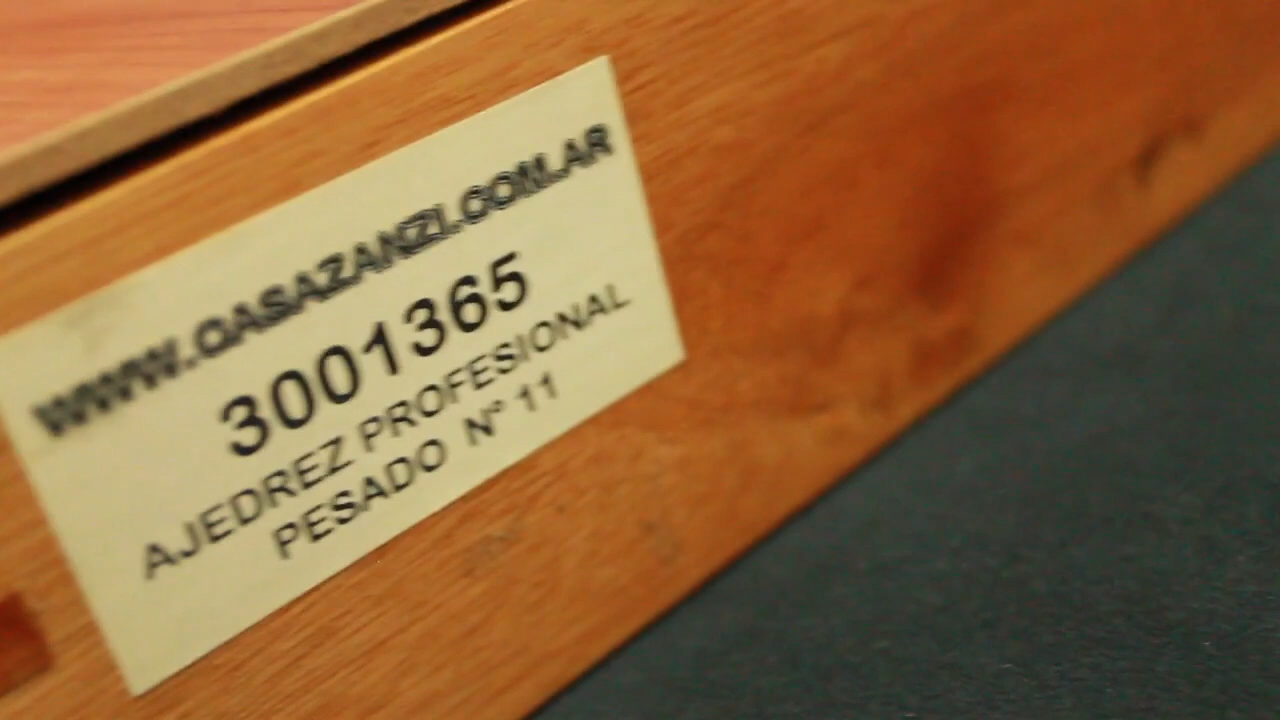 WWW.CASAZANZI.COM.AR
3001365
AJEDREZ PROFESIONAL
PESADO Nº 11